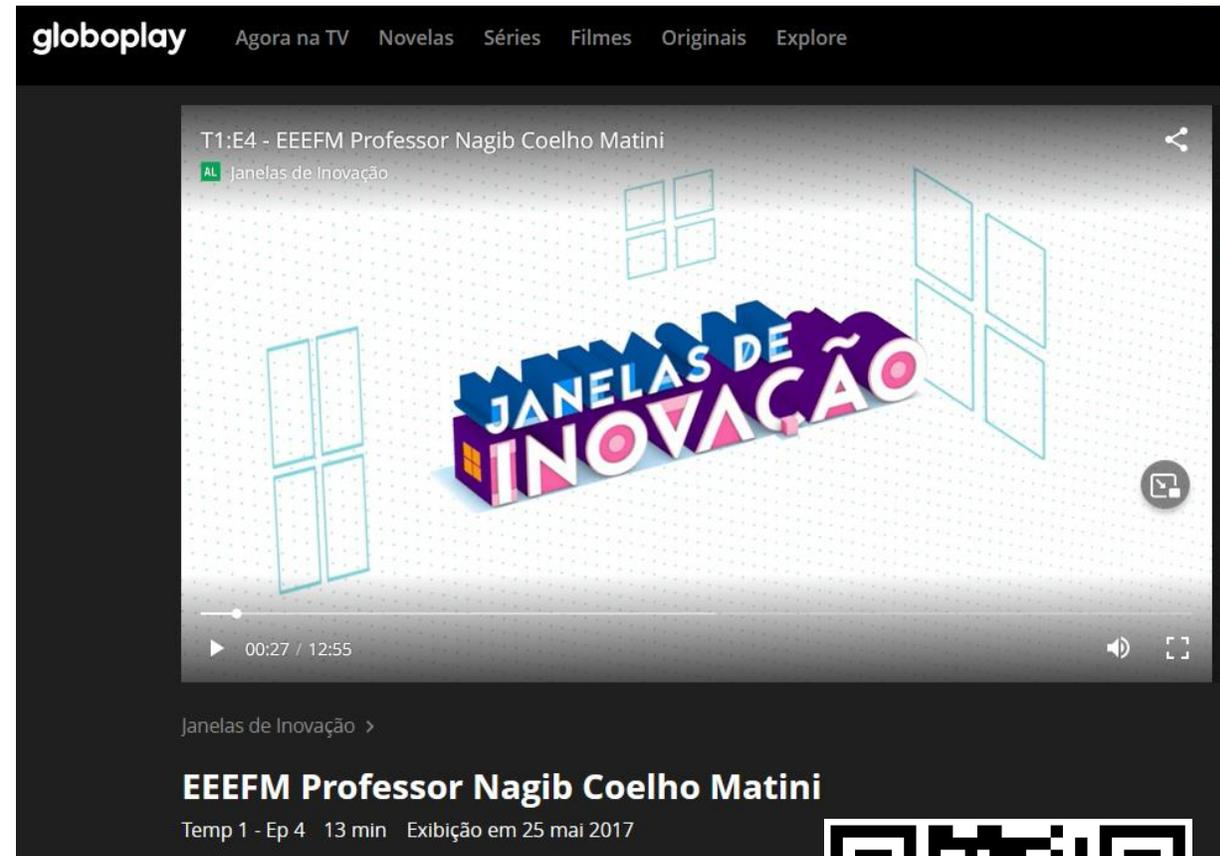 globoplay Agora na TV Novelas Séries Filmes Originais Explore
T1:E4 - EEEFM Professor Nagib Coelho Matini
AL Janelas de Inovação
JANELAS DE
INOVAÇÃO
00:27 / 12:55
Janelas de Inovação >
EEEFM Professor Nagib Coelho Matini
Temp 1 - Ep 4 13 min Exibição em 25 mai 2017